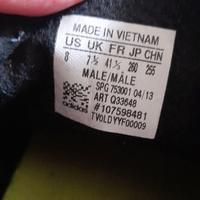 MADE IN VIETNAM
US UK FR JP CHN
8 7½ 41⅓ 260 255
MALE/MÂLE
SPG 753001 04/13
ART Q33648
#107598481
TV0LDYYF00009
adidas